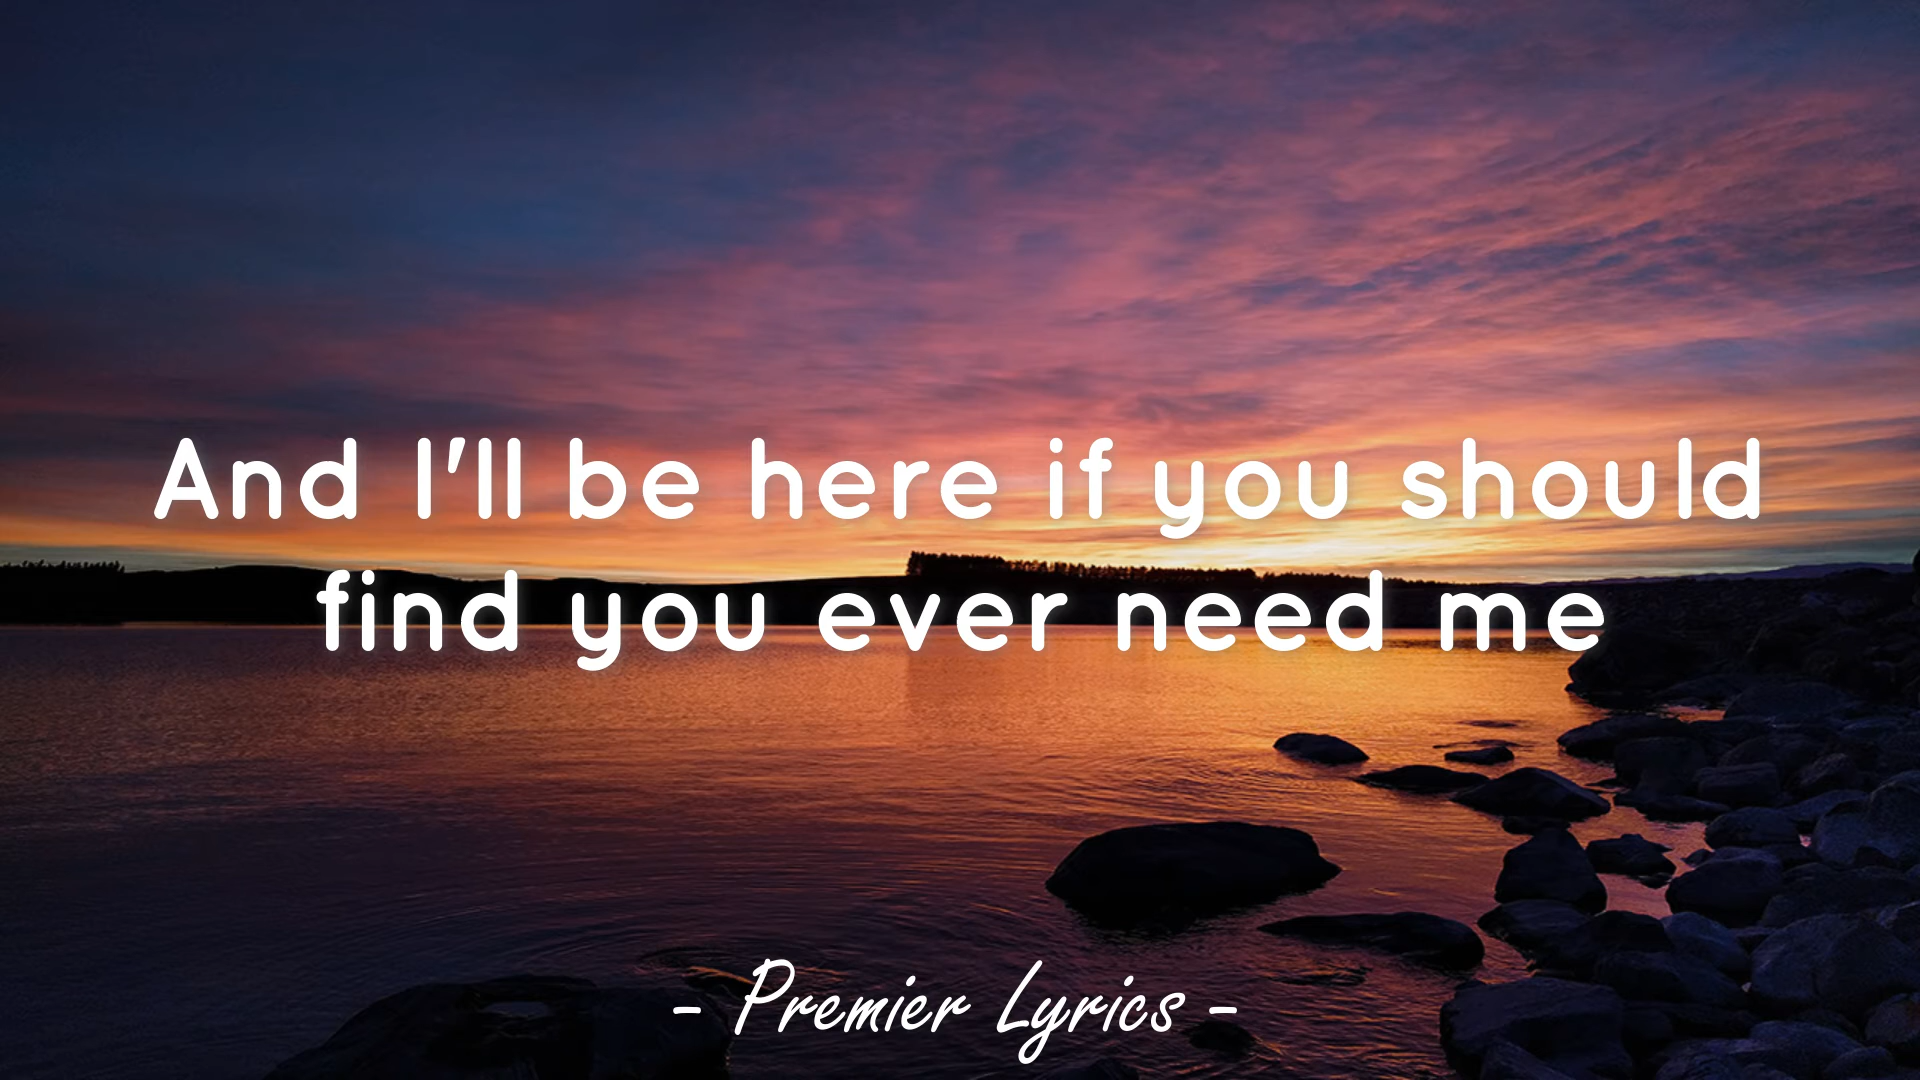 And I'll be here if you should
find you ever need me
- Premier Lyrics -